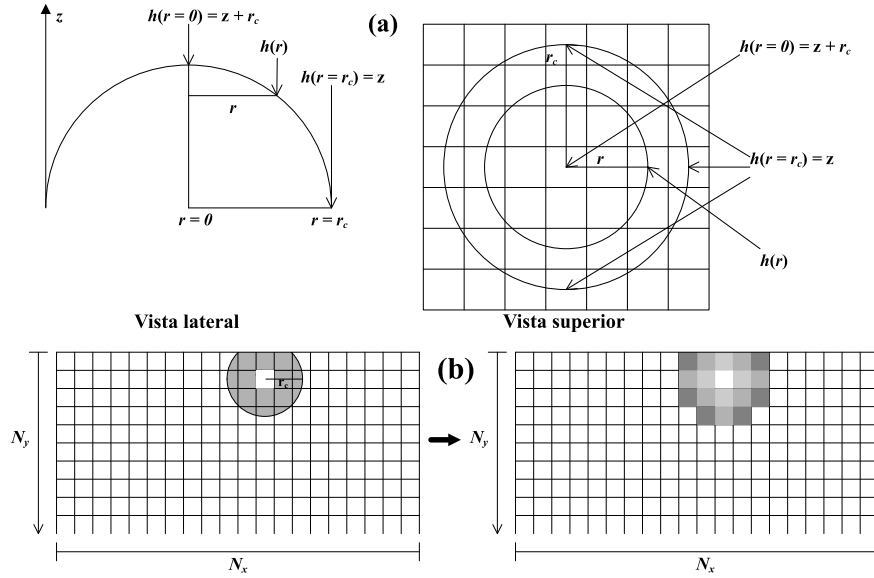 z
h(r = 0) = z + r_c
h(r)
h(r = r_c) = z
r
r = 0
r = r_c
Vista lateral
(a)
r_c
r
h(r = 0) = z + r_c
h(r = r_c) = z
h(r)
Vista superior
(b)
N_y
r_c
N_x
N_y
N_x